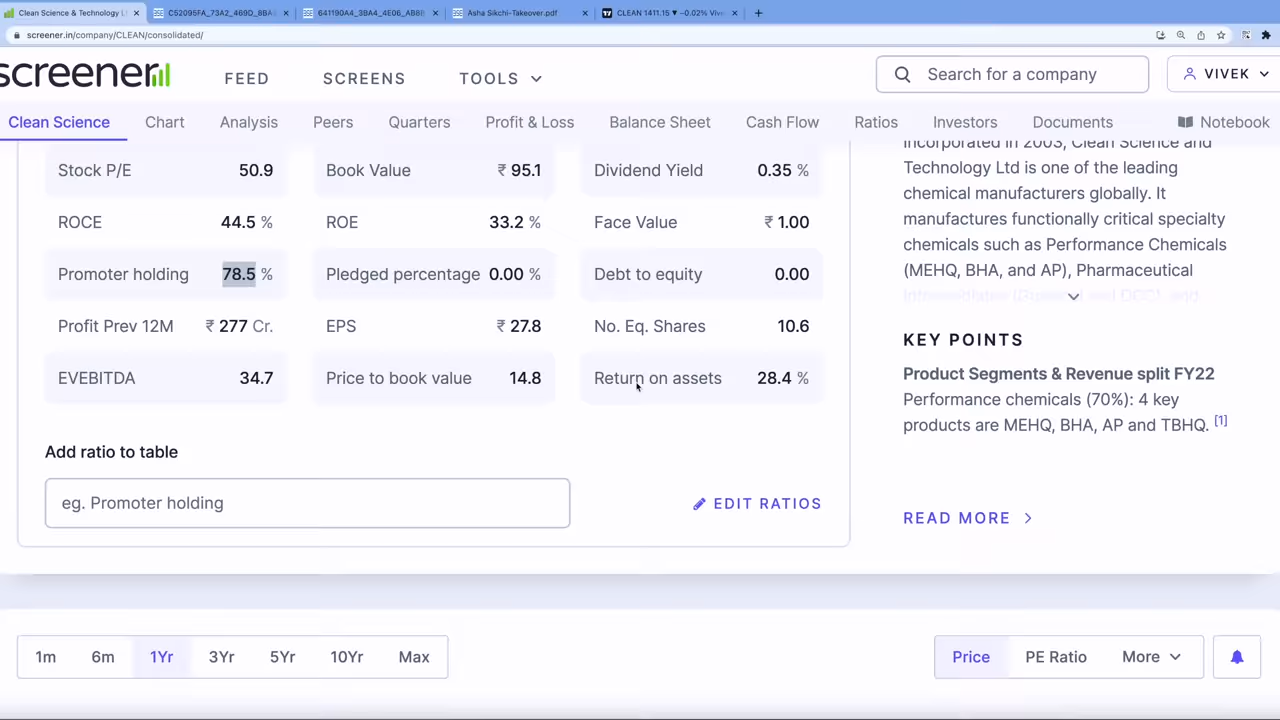 Clean Science & Technology L
C52095FA_73A2_469D_8BA
641190A4_3BA4_4E06_AB8B
Asha Sikchi-Takeover.pdf
CLEAN 1411.15 ▼ −0.02% Viv
screener.in/company/CLEAN/consolidated/
screener
FEED
SCREENS
TOOLS
Search for a company
VIVEK
Clean Science
Chart
Analysis
Peers
Quarters
Profit & Loss
Balance Sheet
Cash Flow
Ratios
Investors
Documents
Notebook
Stock P/E 50.9
Book Value ₹ 95.1
Dividend Yield 0.35 %
ROCE 44.5 %
ROE 33.2 %
Face Value ₹ 1.00
Promoter holding 78.5 %
Pledged percentage 0.00 %
Debt to equity 0.00
Profit Prev 12M ₹ 277 Cr.
EPS ₹ 27.8
No. Eq. Shares 10.6
EVEBITDA 34.7
Price to book value 14.8
Return on assets 28.4 %
Add ratio to table
eg. Promoter holding
EDIT RATIOS
Incorporated in 2003, Clean Science and
Technology Ltd is one of the leading
chemical manufacturers globally. It
manufactures functionally critical specialty
chemicals such as Performance Chemicals
(MEHQ, BHA, and AP), Pharmaceutical
KEY POINTS
Product Segments & Revenue split FY22
Performance chemicals (70%): 4 key
products are MEHQ, BHA, AP and TBHQ. [1]
READ MORE
1m
6m
1Yr
3Yr
5Yr
10Yr
Max
Price
PE Ratio
More